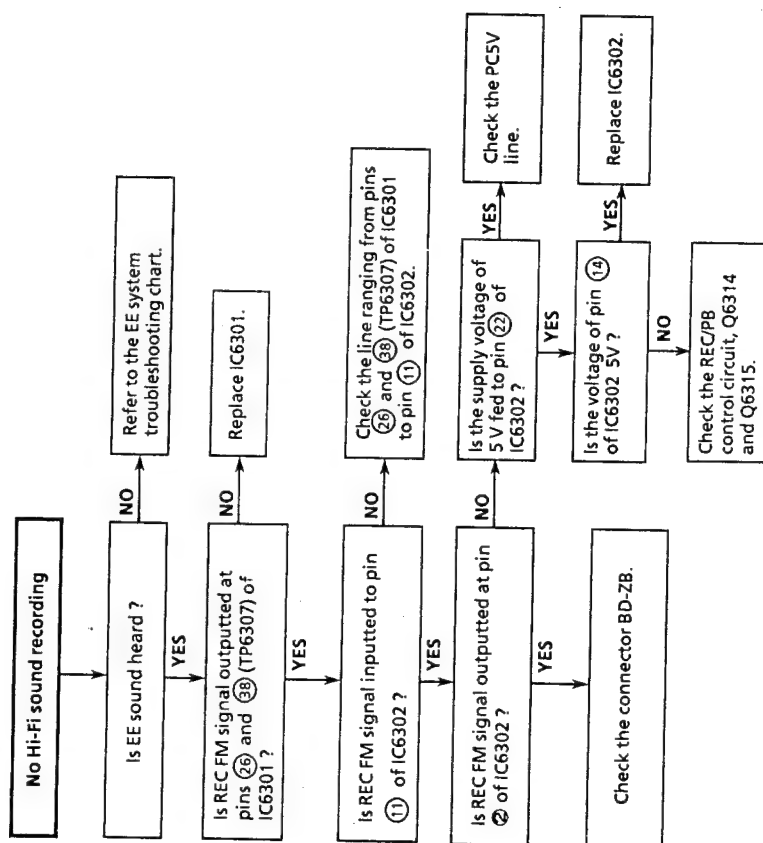 No Hi-Fi sound recording
Is EE sound heard ?
NO
Refer to the EE system
troubleshooting chart.
YES
Is REC FM signal outputted at
pins 26 and 38 (TP6307) of
IC6301 ?
NO
Replace IC6301.
YES
Is REC FM signal inputted to pin
11 of IC6302 ?
NO
Check the line ranging from pins
26 and 38 (TP6307) of IC6301
to pin 11 of IC6302.
YES
Is REC FM signal outputted at pin
2 of IC6302 ?
NO
Is the supply voltage of
5 V fed to pin 22 of
IC6302 ?
YES
Check the PC5V
line.
YES
Is the voltage of pin 14
of IC6302 5V ?
YES
Replace IC6302.
NO
Check the REC/PB
control circuit, Q6314
and Q6315.
YES
Check the connector BD-ZB.